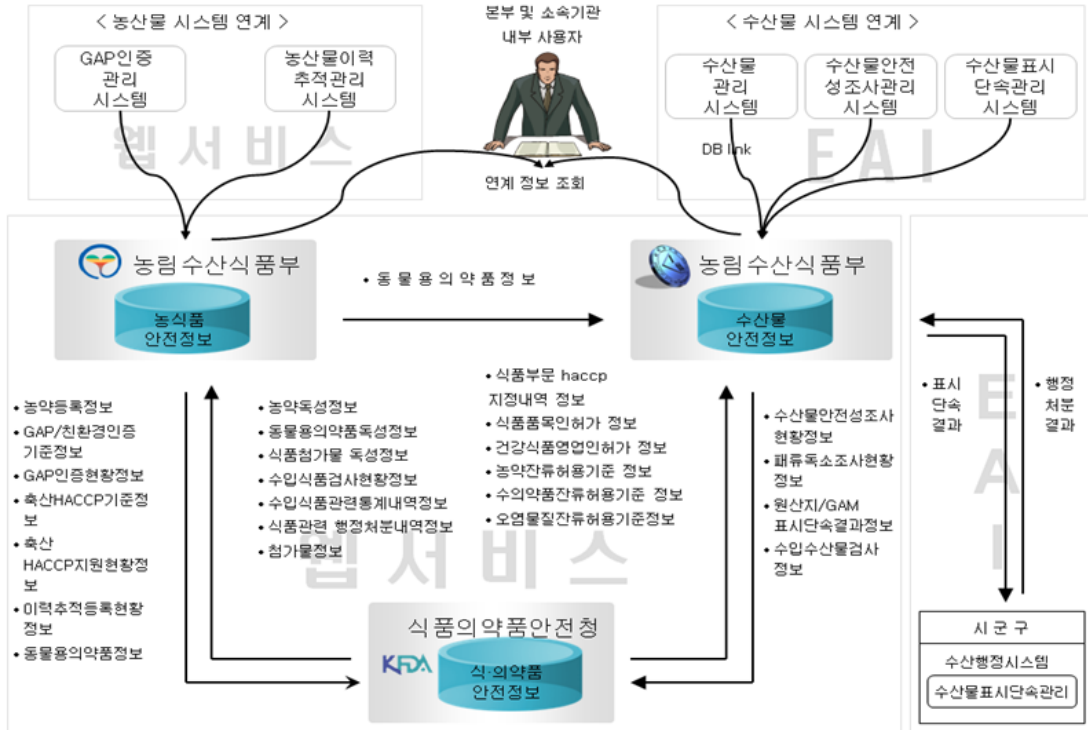 < 농산물 시스템 연계 >
GAP인증
관리
시스템
농산물이력
추적관리
시스템
웹서비스
본부 및 소속기관
내부 사용자
연계 정보 조회
< 수산물 시스템 연계 >
수산물
관리
시스템
수산물안전
성조사관리
시스템
수산물표시
단속관리
시스템
DB link
EAI
농림수산식품부
농식품
안전정보
• 동물용의약품정보
농림수산식품부
수산물
안전정보
• 농약등록정보
• GAP/친환경인증
기준정보
• GAP인증현황정보
• 축산HACCP기준정
보
• 축산
HACCP지원현황정
보
• 이력추적등록현황
정보
• 동물용의약품정보
• 농약독성정보
• 동물용의약품독성정보
• 식품첨가물 독성정보
• 수입식품검사현황정보
• 수입식품관련통계내역정보
• 식품관련 행정처분내역정보
• 첨가물정보
• 식품부문 haccp
지정내역 정보
• 식품품목인허가 정보
• 건강식품영업인허가 정보
• 농약잔류허용기준 정보
• 수의약품잔류허용기준 정보
• 오염물질잔류허용기준정보
• 수산물안전성조사
현황정보
• 패류독소조사현황
정보
• 원산지/GAM
표시단속결과정보
• 수입수산물검사
정보
웹서비스
식품의약품안전청
KFDA
식·의약품
안전정보
• 표시
단속
결과
• 행정
처분
결과
EAI
시군구
수산행정시스템
수산물표시단속관리